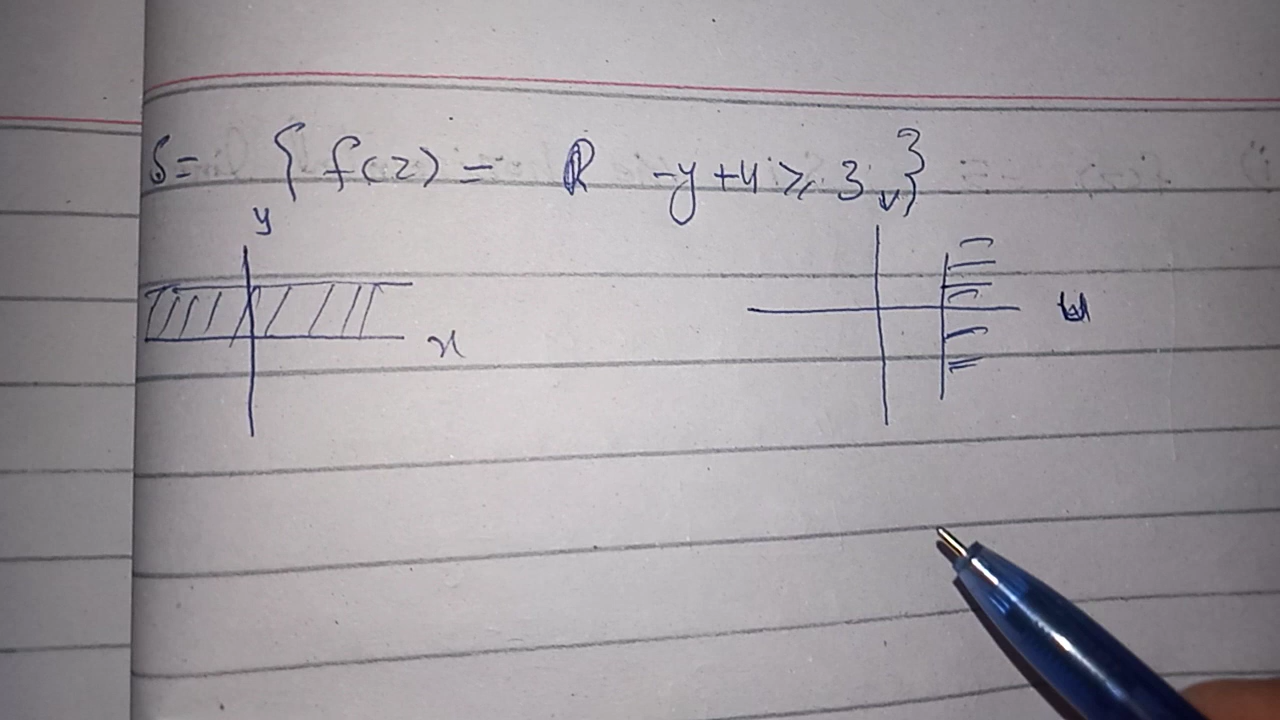 S = { f(z) = R -y+4 ≥ 3 }
y
x